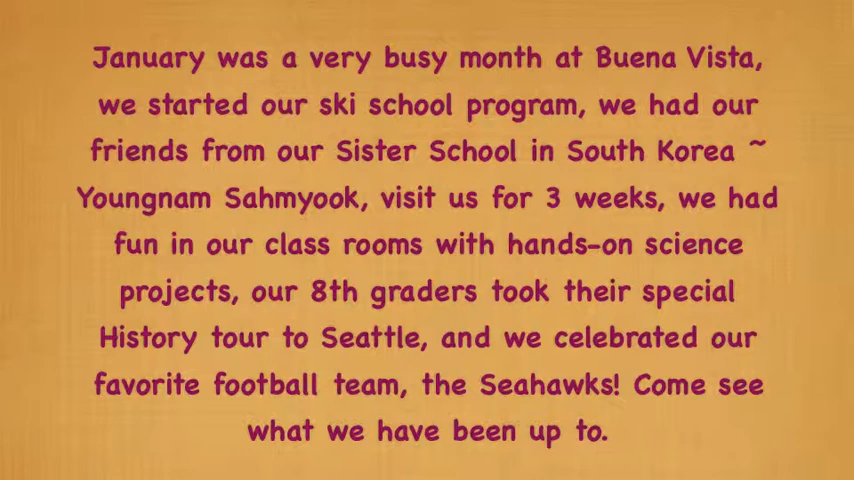 January was a very busy month at Buena Vista,
we started our ski school program, we had our
friends from our Sister School in South Korea ~
Youngnam Sahmyook, visit us for 3 weeks, we had
fun in our class rooms with hands-on science
projects, our 8th graders took their special
History tour to Seattle, and we celebrated our
favorite football team, the Seahawks! Come see
what we have been up to.